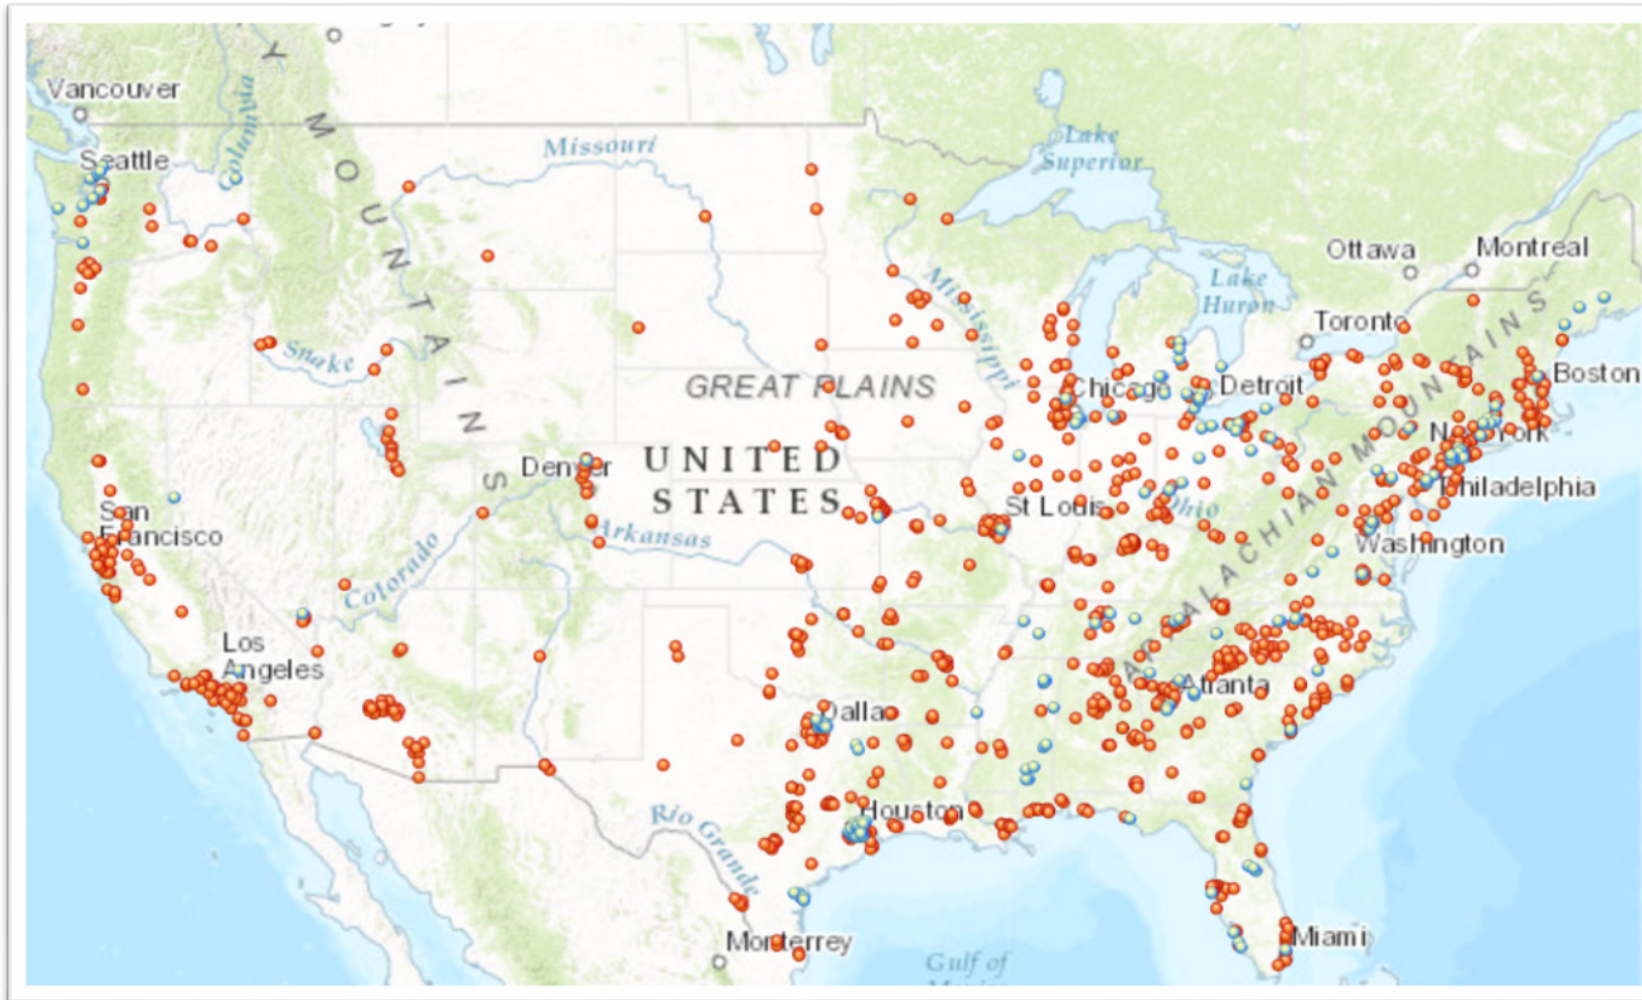 Vancouver
Columbia
Seattle
Missouri
Lake
Superior
MOUNTAINS
Ottawa
Montreal
Mississippi
Lake
Huron
Toronto
Snake
GREAT PLAINS
Chicago
Detroit
Boston
New York
Denver
UNITED
STATES
Philadelphia
San
Francisco
St Louis
Ohio
Arkansas
Washington
APPALACHIAN MOUNTAINS
Colorado
Los
Angeles
Atlanta
Dallas
Houston
Rio Grande
Monterrey
Miami
Gulf of